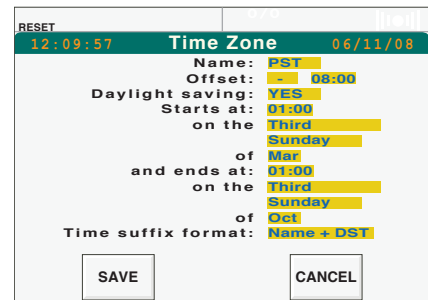 RESET
12:09:57 Time Zone 06/11/08
Name: PST
Offset: - 08:00
Daylight saving: YES
Starts at: 01:00
on the Third
Sunday
of Mar
and ends at: 01:00
on the Third
Sunday
of Oct
Time suffix format: Name + DST
SAVE CANCEL